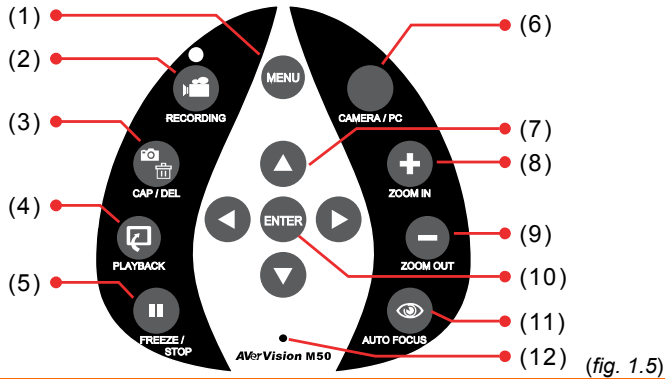 (1)
(2)
(3)
(4)
(5)
(6)
(7)
(8)
(9)
(10)
(11)
(12)
MENU
RECORDING
CAMERA / PC
CAP / DEL
ZOOM IN
ENTER
PLAYBACK
ZOOM OUT
FREEZE /
STOP
AUTO FOCUS
AVerVision M50
(fig. 1.5)